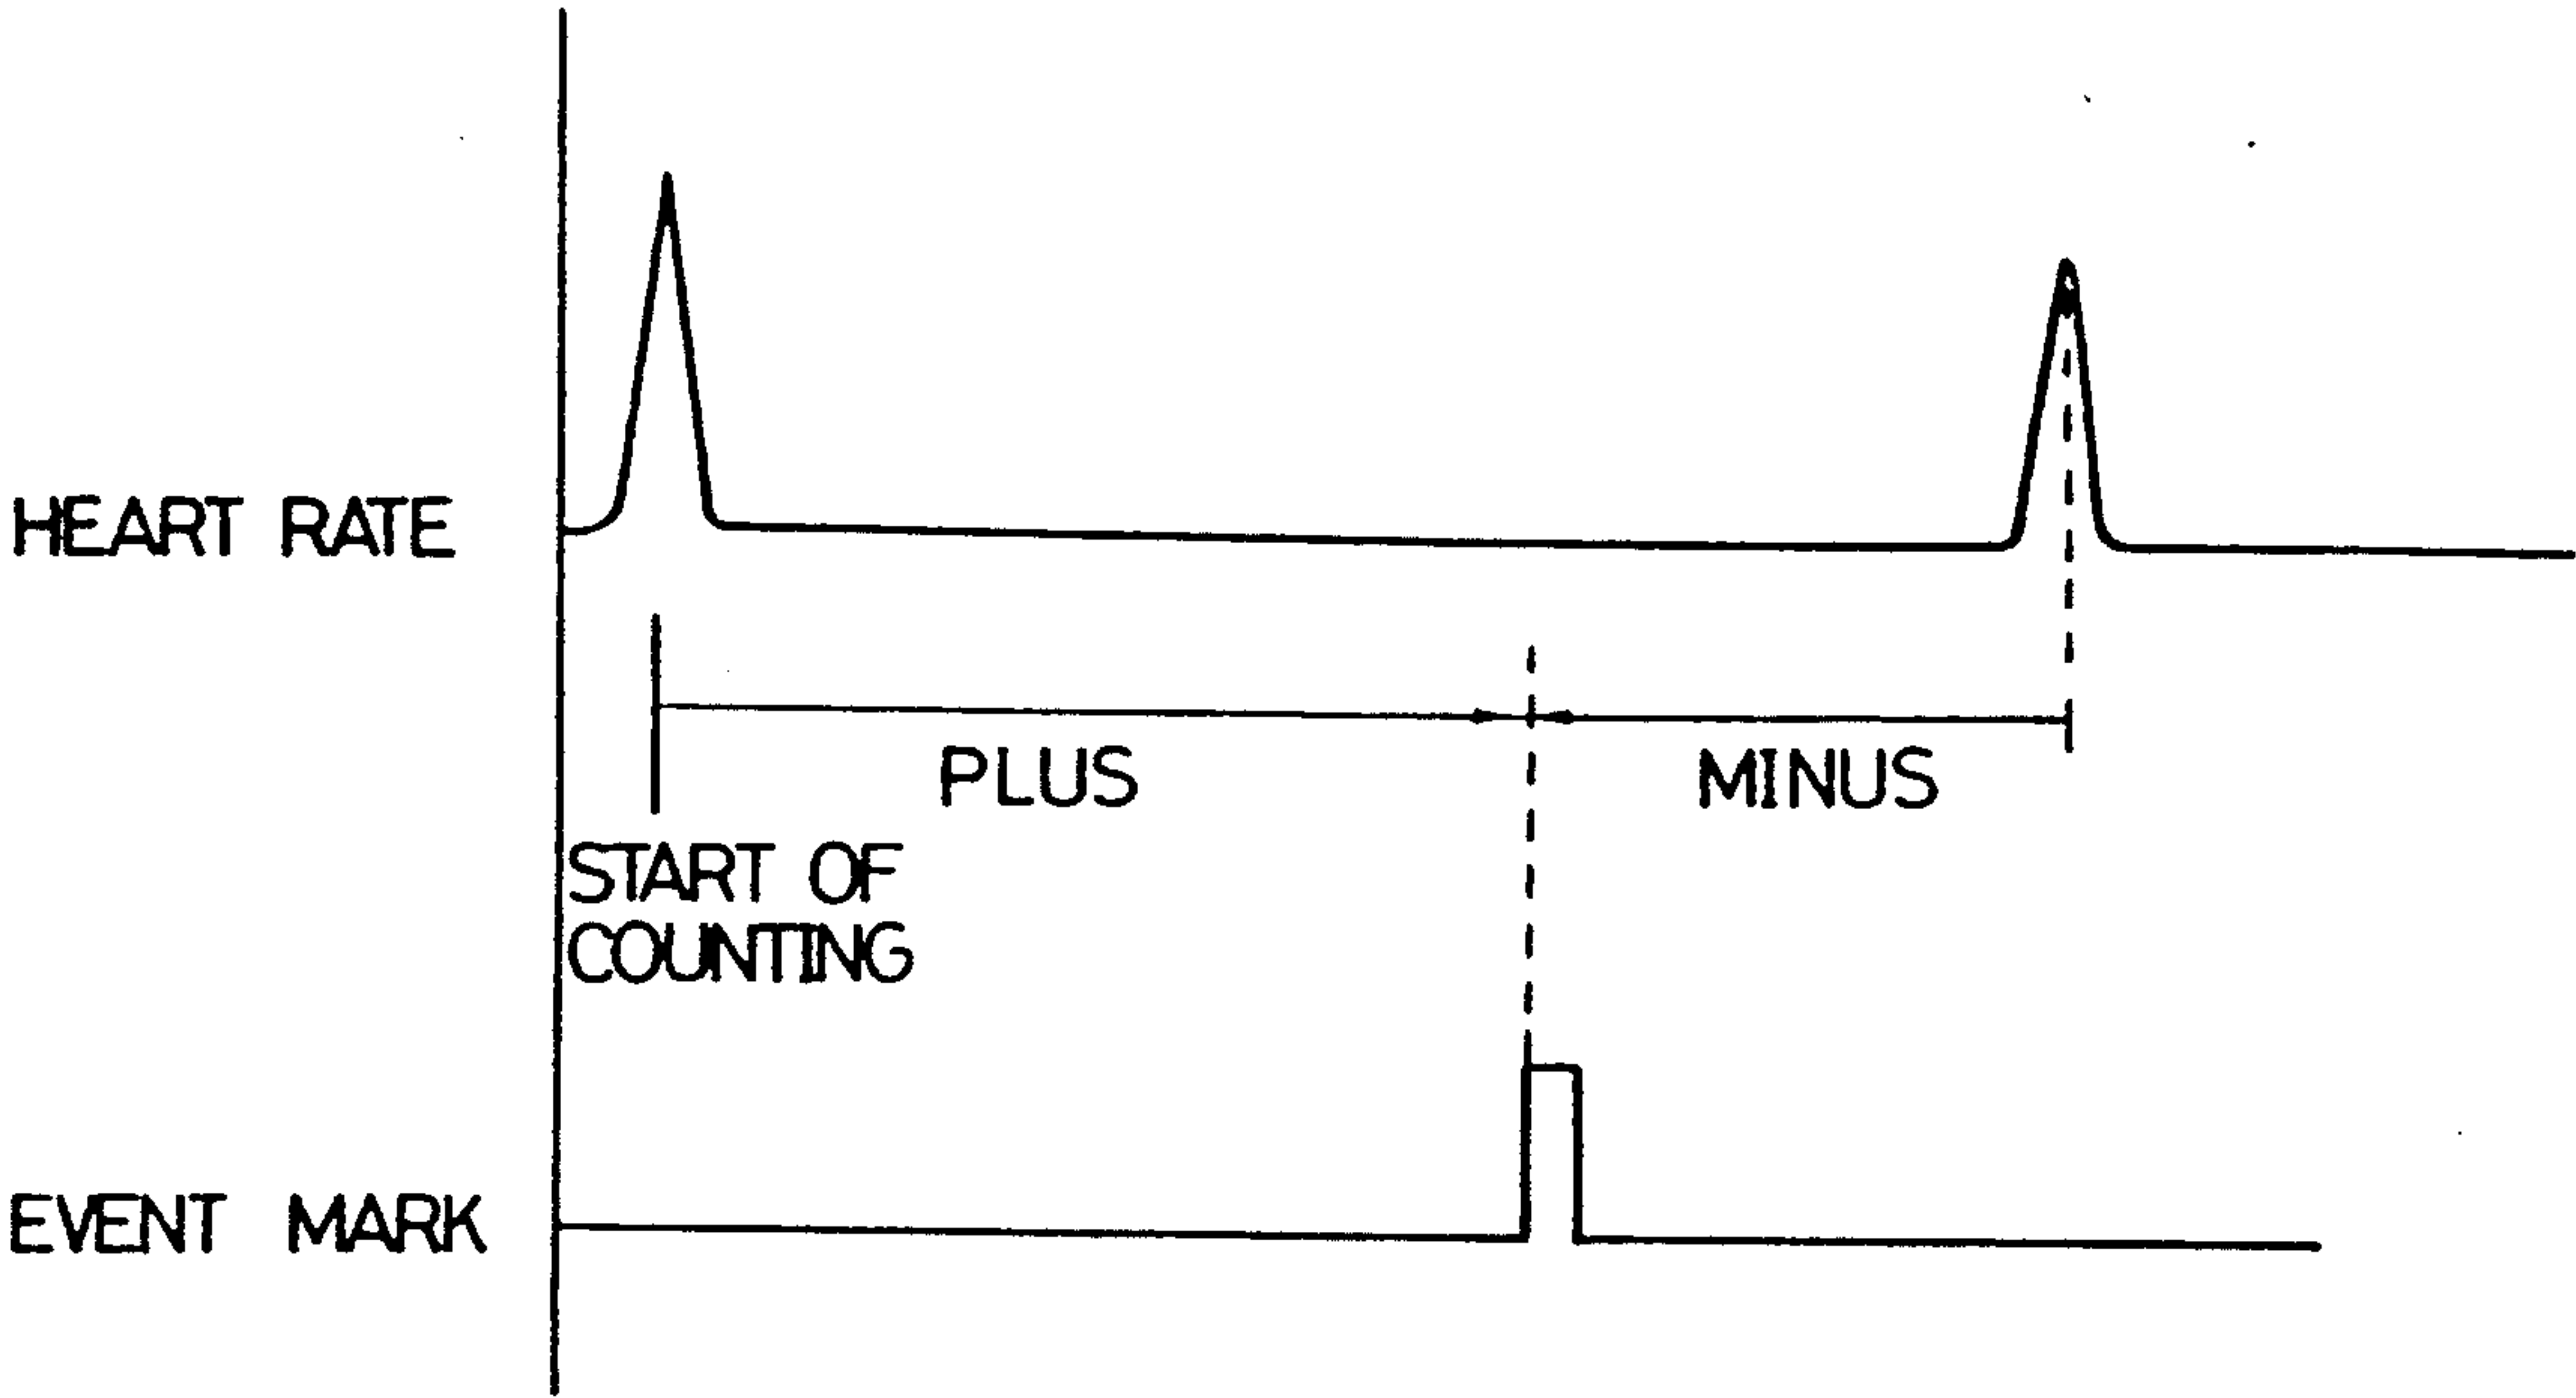 HEART RATE
PLUS
MINUS
START OF
COUNTING
EVENT MARK